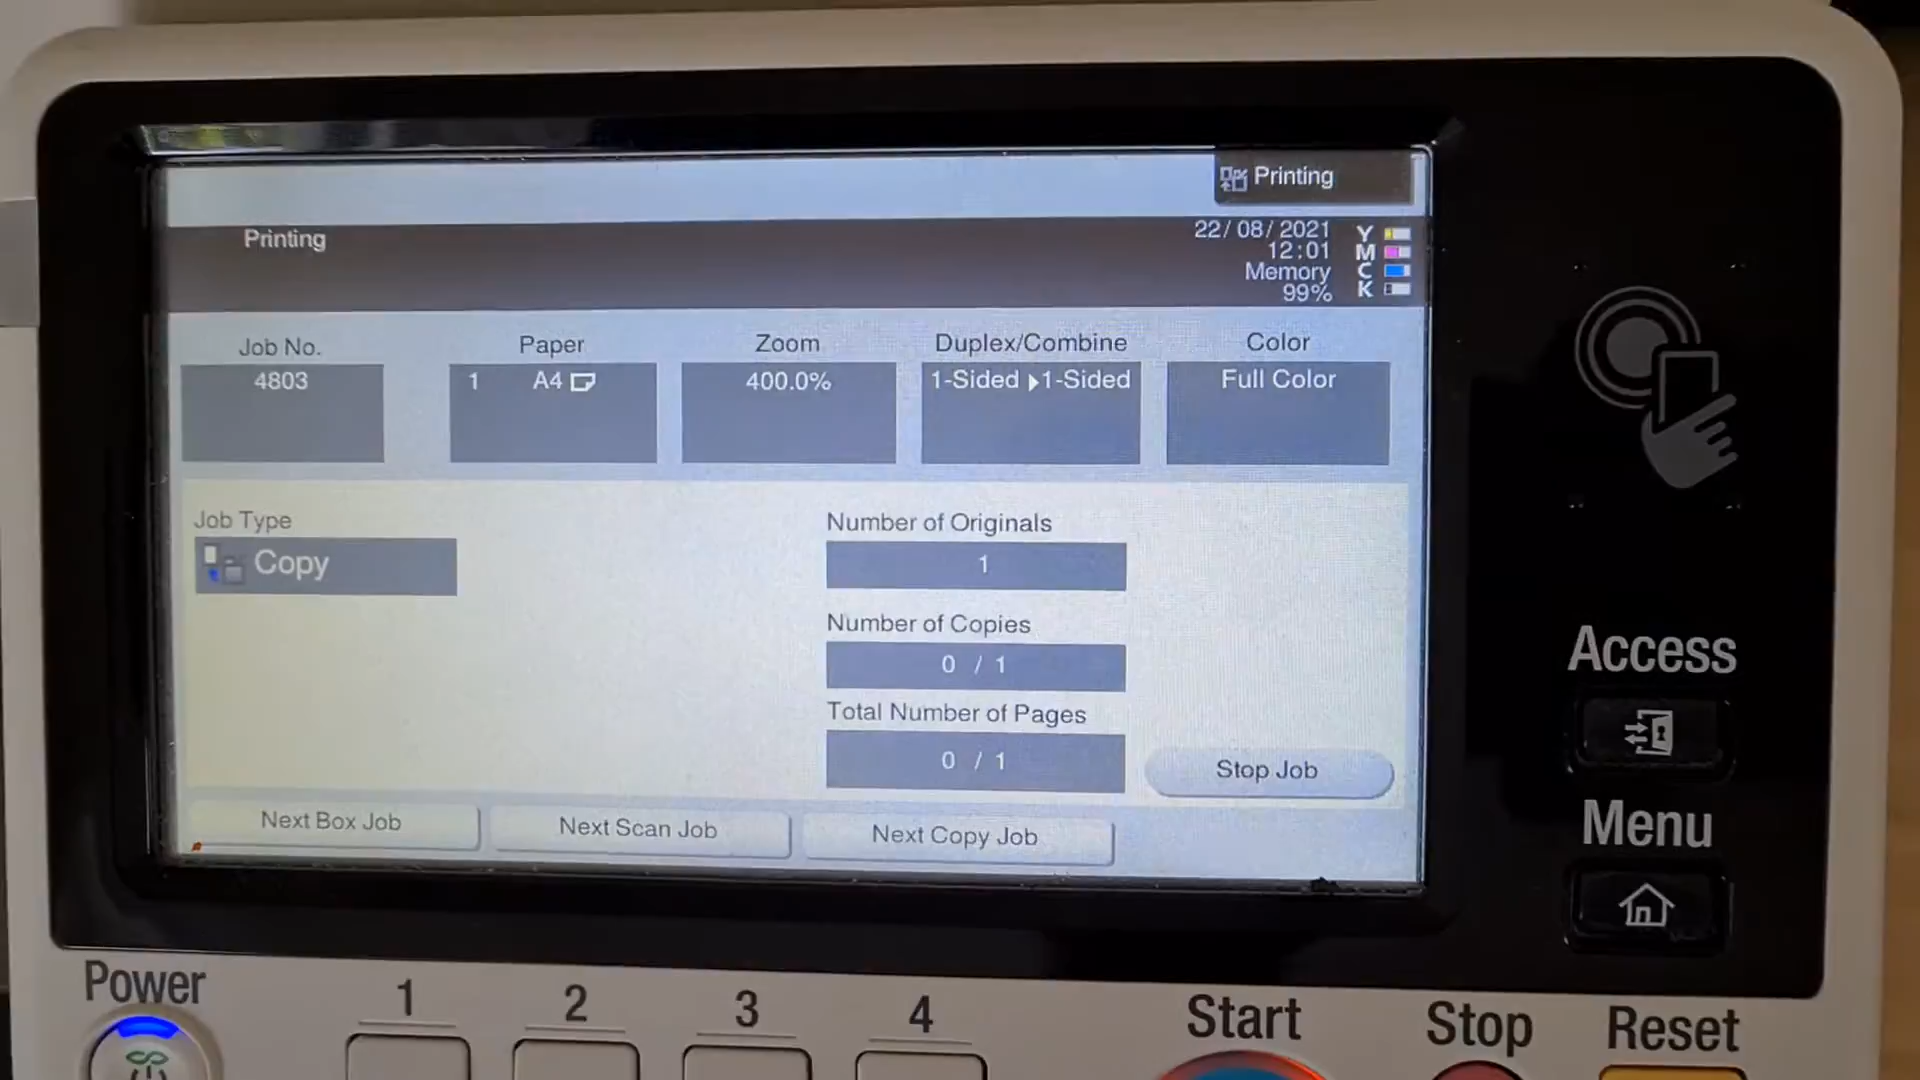 Printing
Printing
22/08/2021
12:01
Memory
99%
Y
M
C
K
Job No.
4803
Paper
1 A4
Zoom
400.0%
Duplex/Combine
1-Sided ▶1-Sided
Color
Full Color
Job Type
Copy
Number of Originals
1
Number of Copies
0 / 1
Total Number of Pages
0 / 1
Stop Job
Next Box Job
Next Scan Job
Next Copy Job
Access
Menu
Power
1
2
3
4
Start
Stop
Reset